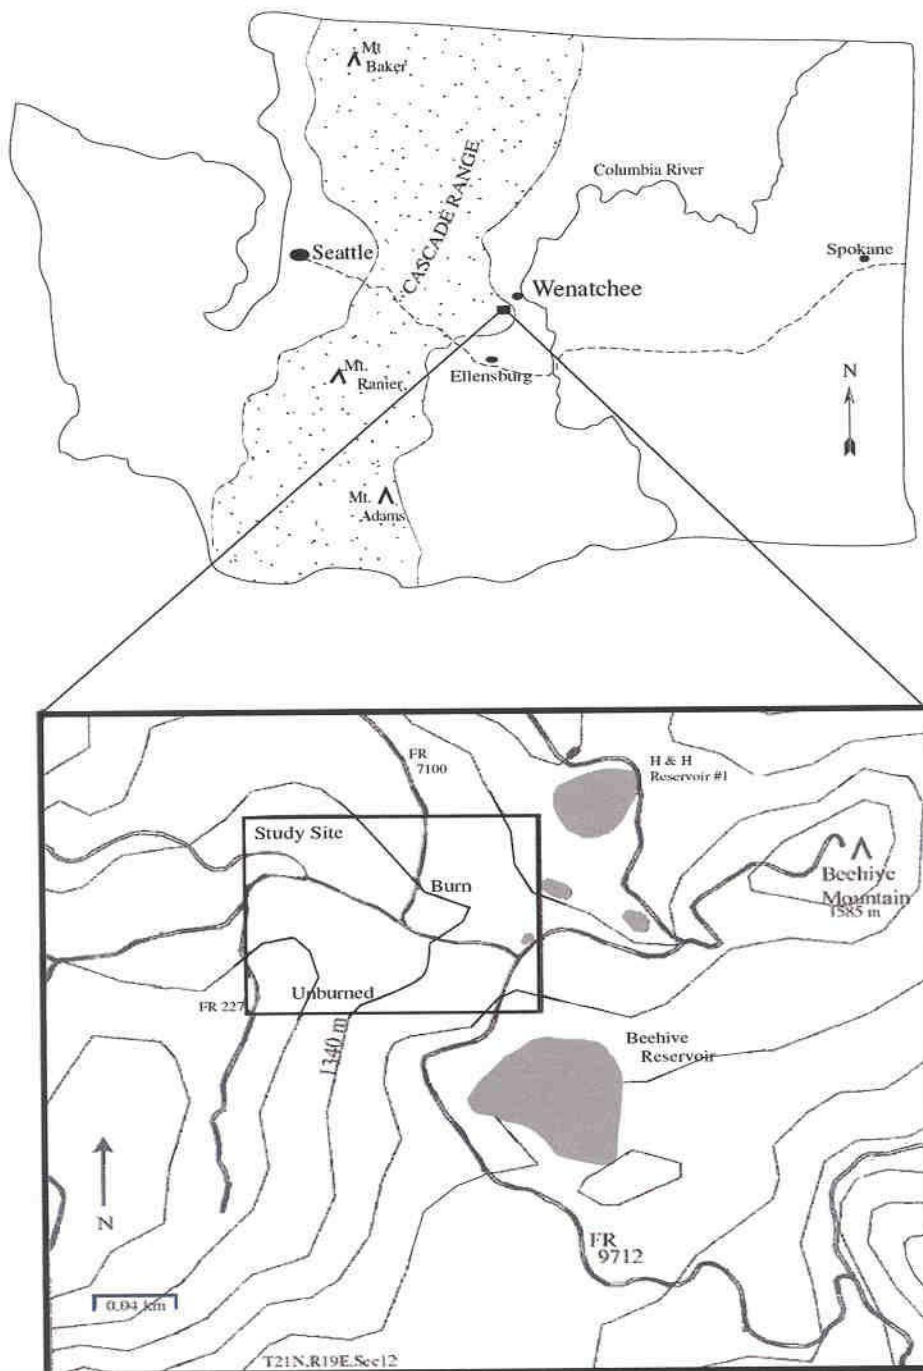 Mt
Baker
CASCADE RANGE
Columbia River
Seattle
Spokane
Wenatchee
Mt.
Ranier
Ellensburg
N
Mt.
Adams
FR
7100
H & H
Reservoir #1
Study Site
Burn
Beehive
Mountain
1585 m
Unburned
FR 227
1340 m
Beehive
Reservoir
N
FR
9712
0.04 km
T21N,R19E,Sec12